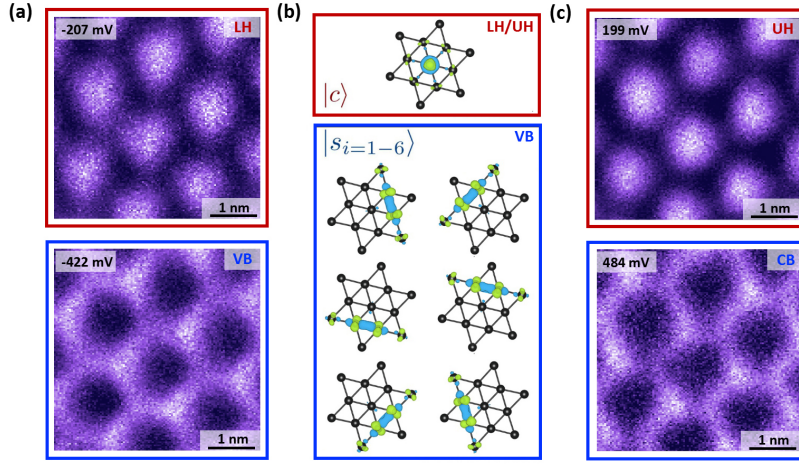 (a)
-207 mV
LH
1 nm
-422 mV
VB
1 nm
(b)
LH/UH
|c⟩
|s_{i=1−6}⟩
VB
(c)
199 mV
UH
1 nm
484 mV
CB
1 nm